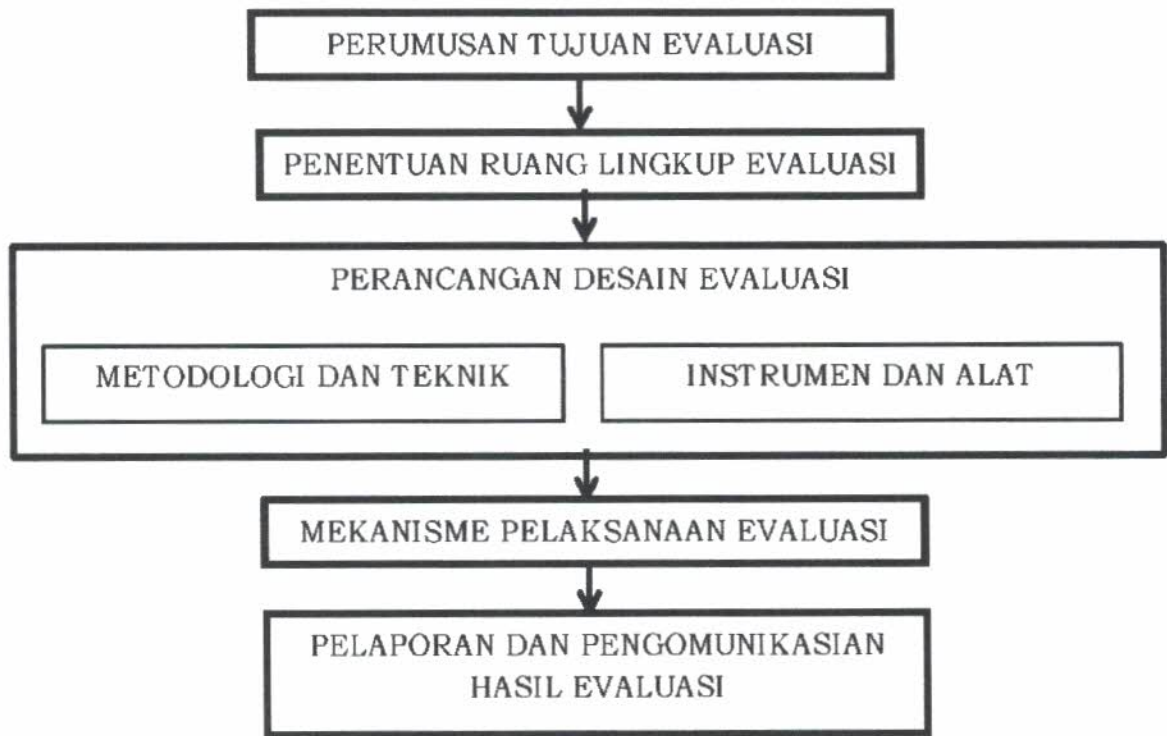 PERUMUSAN TUJUAN EVALUASI
PENENTUAN RUANG LINGKUP EVALUASI
PERANCANGAN DESAIN EVALUASI
METODOLOGI DAN TEKNIK
INSTRUMEN DAN ALAT
MEKANISME PELAKSANAAN EVALUASI
PELAPORAN DAN PENGOMUNIKASIAN
HASIL EVALUASI